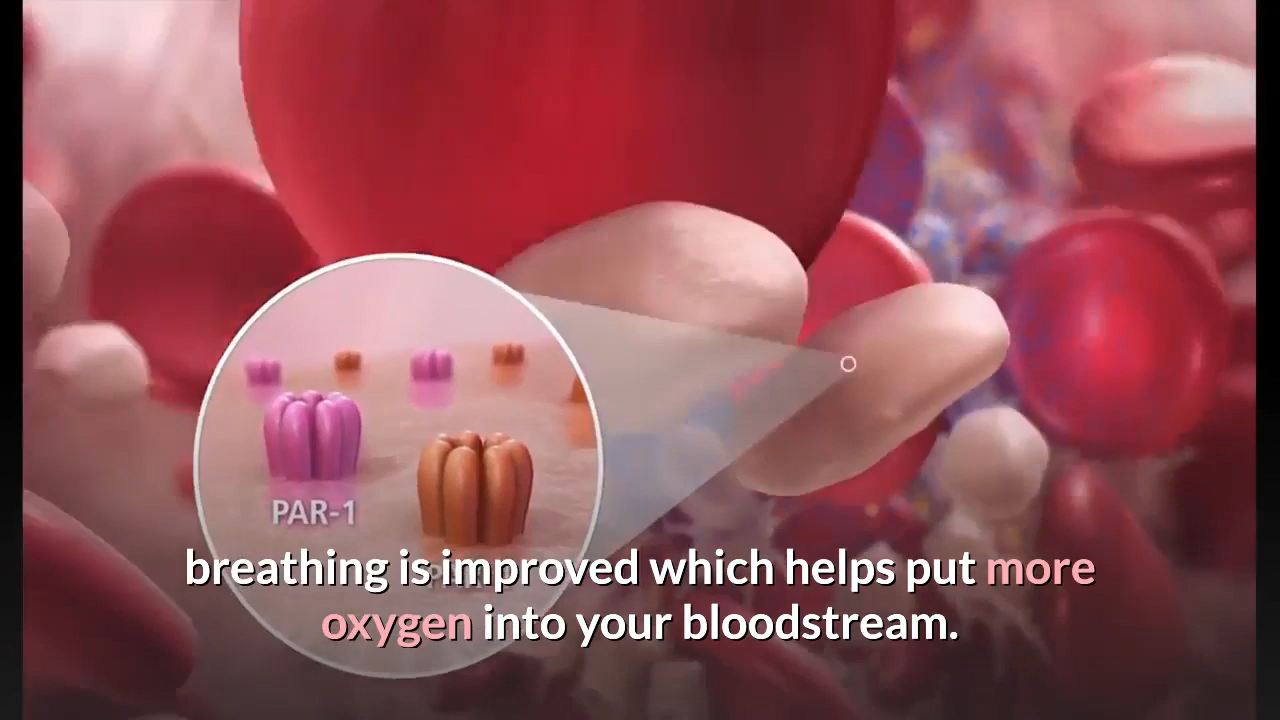 PAR-1
breathing is improved which helps put more
oxygen into your bloodstream.